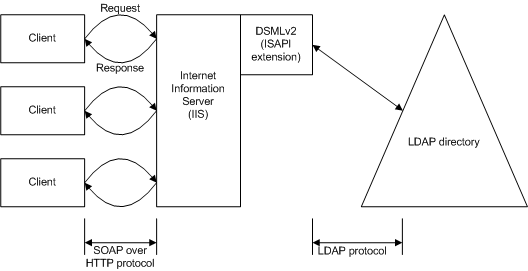 Request
Client
Response
Client
Client
Internet
Information
Server
(IIS)
DSMLv2
(ISAPI
extension)
LDAP directory
SOAP over
HTTP protocol
LDAP protocol